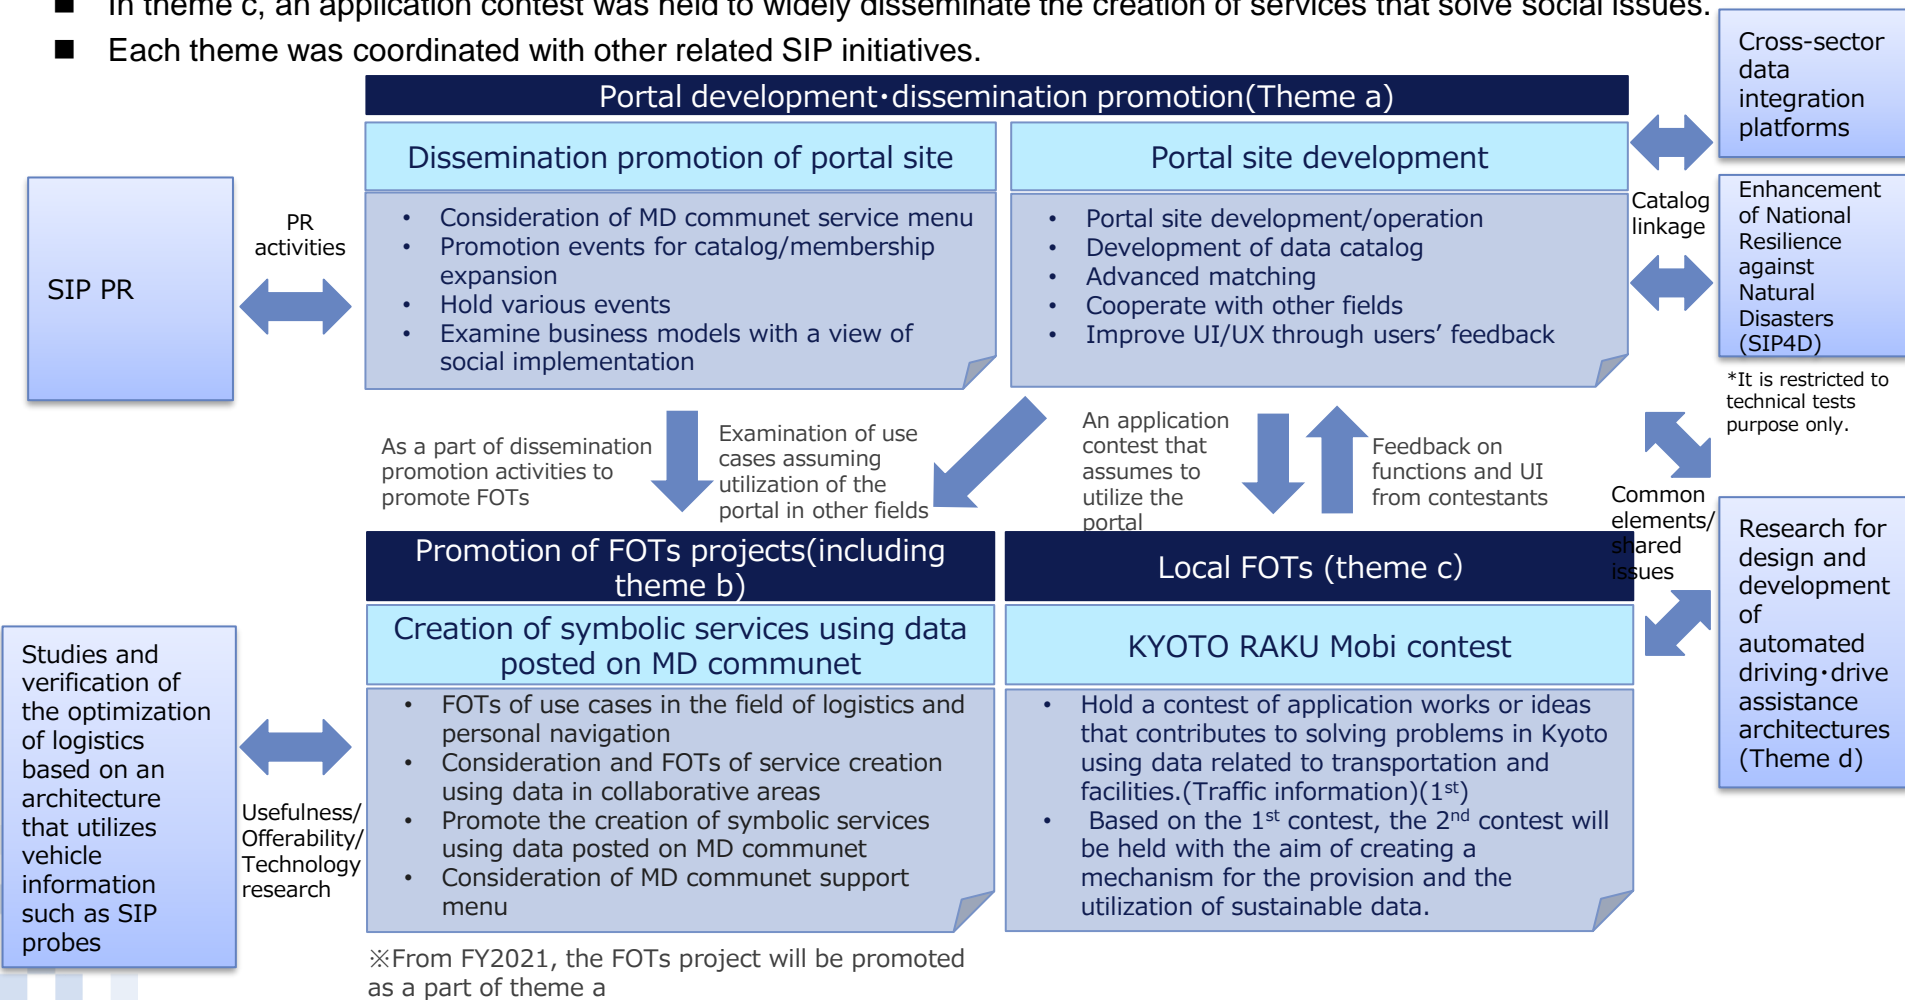 ■ In theme c, an application contest was held to widely disseminate the creation of services that solve social issues.
■ Each theme was coordinated with other related SIP initiatives.
Portal development･dissemination promotion(Theme a)
Dissemination promotion of portal site
• Consideration of MD communet service menu
• Promotion events for catalog/membership
expansion
• Hold various events
• Examine business models with a view of
social implementation
Portal site development
• Portal site development/operation
• Development of data catalog
• Advanced matching
• Cooperate with other fields
• Improve UI/UX through users’ feedback
SIP PR
PR
activities
Catalog
linkage
Cross-sector
data
integration
platforms
Enhancement
of National
Resilience
against
Natural
Disasters
(SIP4D)
*It is restricted to
technical tests
purpose only.
As a part of dissemination
promotion activities to
promote FOTs
Examination of use
cases assuming
utilization of the
portal in other fields
An application
contest that
assumes to
utilize the
portal
Feedback on
functions and UI
from contestants
Common
elements/
shared
issues
Promotion of FOTs projects(including
theme b)
Creation of symbolic services using data
posted on MD communet
• FOTs of use cases in the field of logistics and
personal navigation
• Consideration and FOTs of service creation
using data in collaborative areas
• Promote the creation of symbolic services
using data posted on MD communet
• Consideration of MD communet support
menu
Local FOTs (theme c)
KYOTO RAKU Mobi contest
• Hold a contest of application works or ideas
that contributes to solving problems in Kyoto
using data related to transportation and
facilities.(Traffic information)(1st)
• Based on the 1st contest, the 2nd contest will
be held with the aim of creating a
mechanism for the provision and the
utilization of sustainable data.
Studies and
verification of
the optimization
of logistics
based on an
architecture
that utilizes
vehicle
information
such as SIP
probes
Usefulness/
Offerability/
Technology
research
Research for
design and
development
of
automated
driving･drive
assistance
architectures
(Theme d)
※From FY2021, the FOTs project will be promoted
as a part of theme a